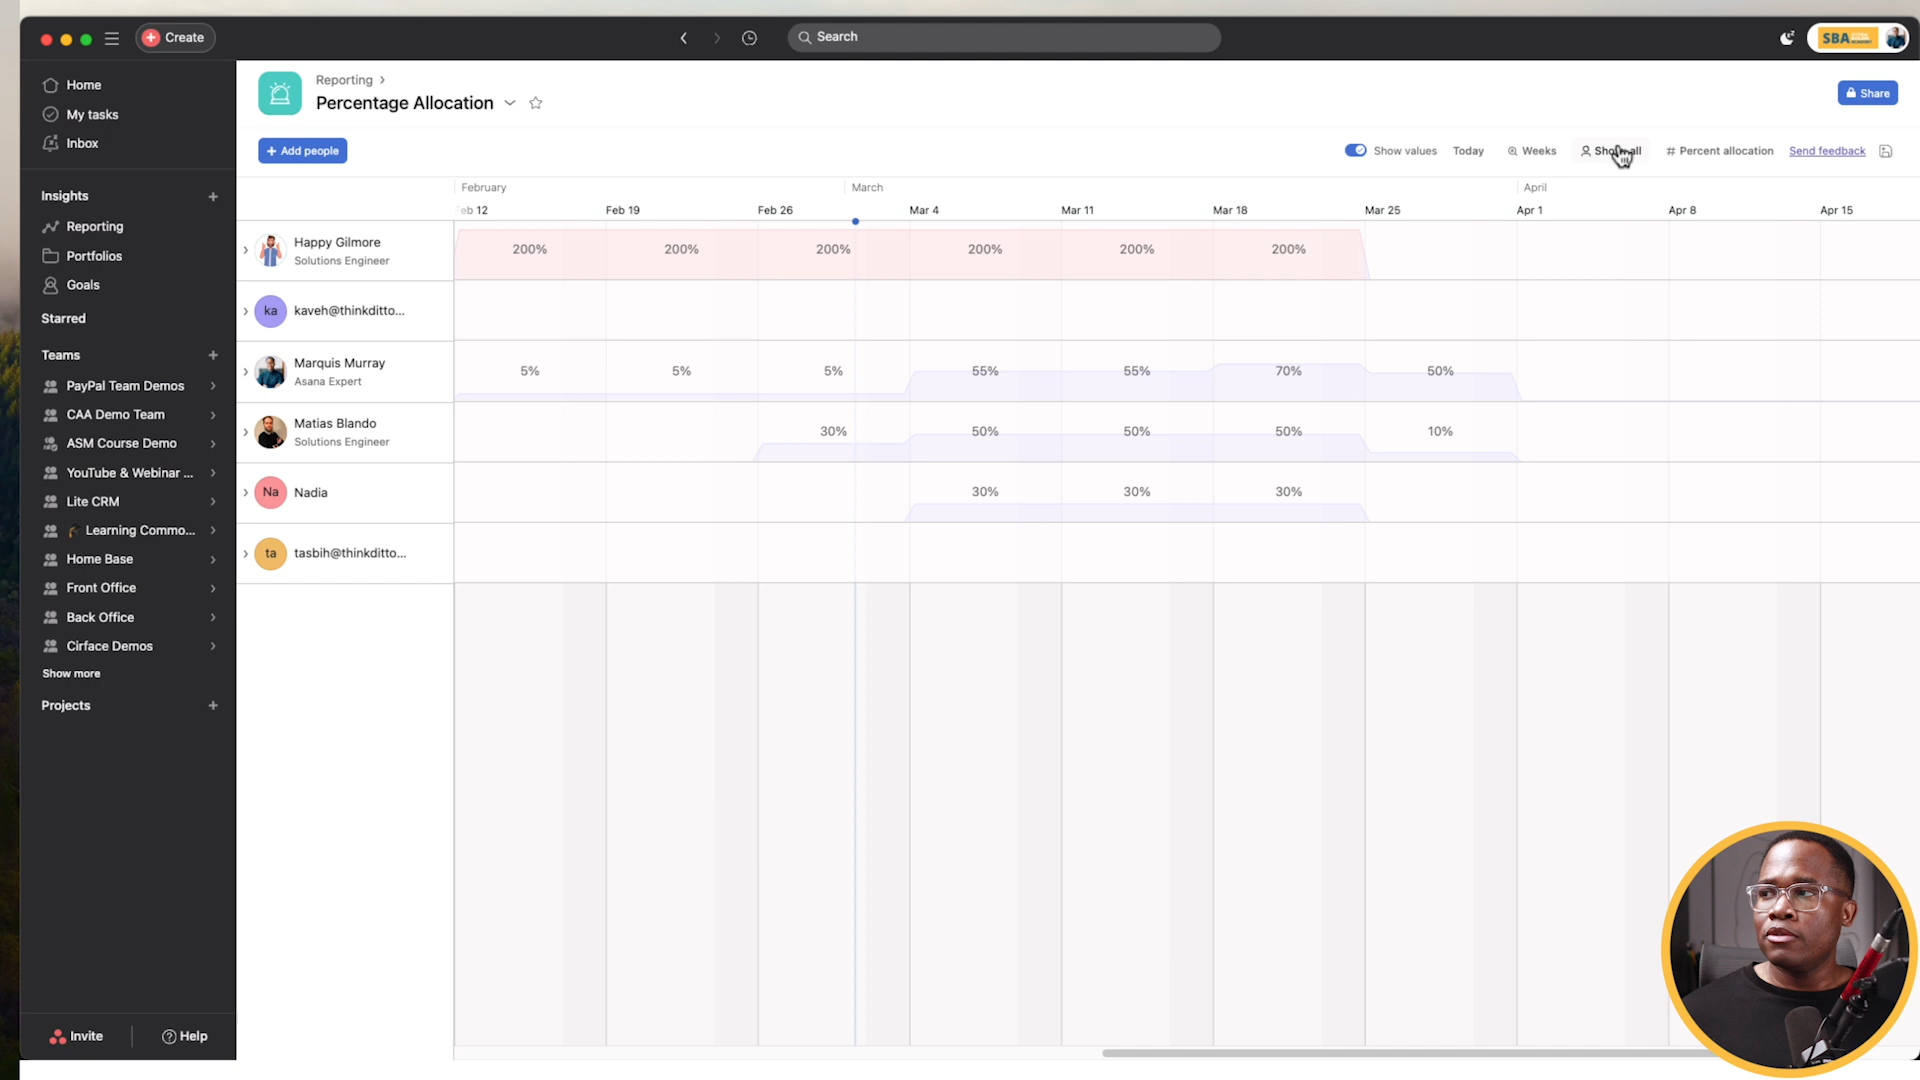 Create
Search
SBA
Home
My tasks
Inbox
Insights
Reporting
Portfolios
Goals
Starred
Teams
PayPal Team Demos
CAA Demo Team
ASM Course Demo
YouTube & Webinar ...
Lite CRM
Learning Commo...
Home Base
Front Office
Back Office
Cirface Demos
Show more
Projects
Invite
Help
Reporting
Percentage Allocation
Share
Add people
Show values
Today
Weeks
Percent allocation
Send feedback
February
March
April
Feb 19
Feb 26
Mar 4
Mar 11
Mar 18
Mar 25
Apr 1
Apr 8
Apr 15
Happy Gilmore
Solutions Engineer
200% 200% 200% 200% 200% 200%
ka
kaveh@thinkditto...
Marquis Murray
Asana Expert
5% 5% 5% 55% 55% 70% 50%
Matias Blando
Solutions Engineer
30% 50% 50% 50% 10%
Na
Nadia
30% 30% 30%
ta
tasbih@thinkditto...